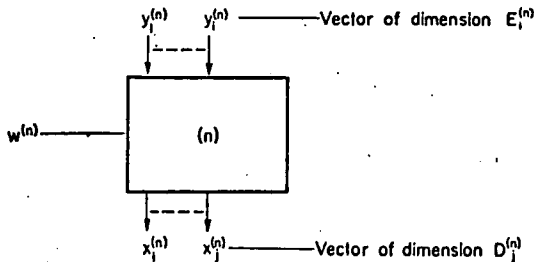 y₁⁽ⁿ⁾ yᵢ⁽ⁿ⁾ Vector of dimension Eᵢ⁽ⁿ⁾
w⁽ⁿ⁾ (n)
x₁⁽ⁿ⁾ xⱼ⁽ⁿ⁾ Vector of dimension Dⱼ⁽ⁿ⁾